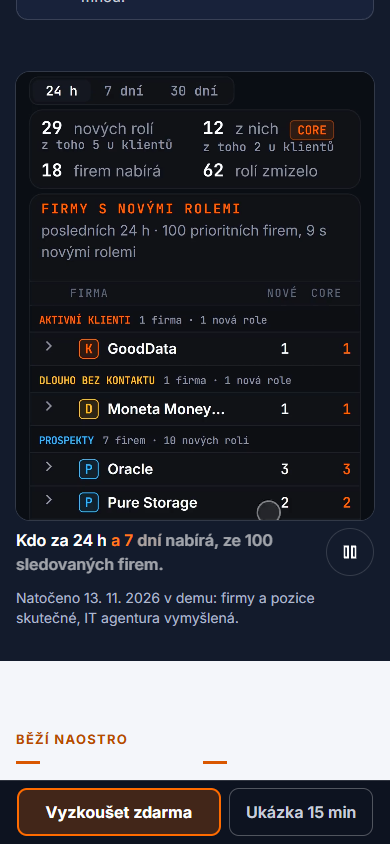 24 h 7 dní 30 dní
29 nových rolí
z toho 5 u klientů
12 z nich CORE
z toho 2 u klientů
18 firem nabírá
62 rolí zmizelo
FIRMY S NOVÝMI ROLEMI
posledních 24 h · 100 prioritních firem, 9 s
novými rolemi
FIRMA NOVÉ CORE
AKTIVNÍ KLIENTI 1 firma · 1 nová role
K GoodData 1 1
DLOUHO BEZ KONTAKTU 1 firma · 1 nová role
D Moneta Money... 1 1
PROSPEKTY 7 firem · 10 nových rolí
P Oracle 3 3
P Pure Storage 2 2
Kdo za 24 h a 7 dní nabírá, ze 100
sledovaných firem.
Natočeno 13. 11. 2026 v demu: firmy a pozice
skutečné, IT agentura vymyšlená.
BĚŽÍ NAOSTRO
Vyzkoušet zdarma
Ukázka 15 min